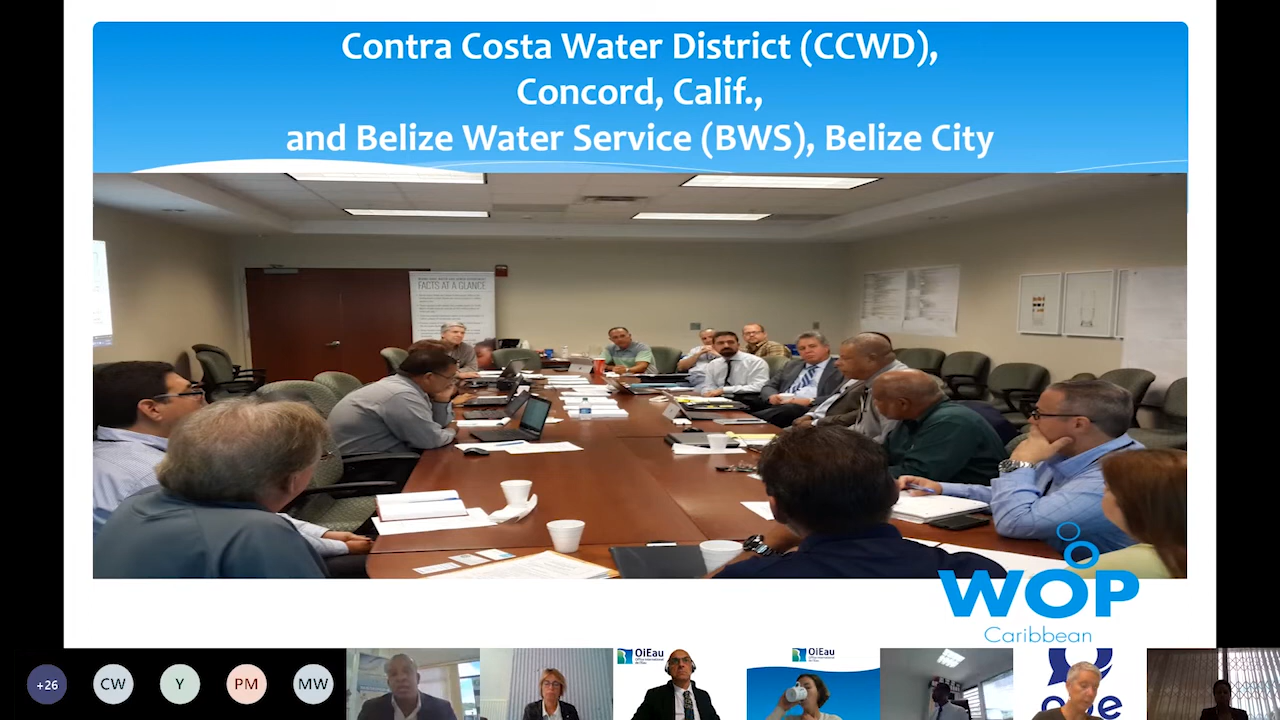 Contra Costa Water District (CCWD),
Concord, Calif.,
and Belize Water Service (BWS), Belize City
FACTS AT A GLANCE
WOP
Caribbean
+26
CW
Y
PM
MW
OiEau
OiEau